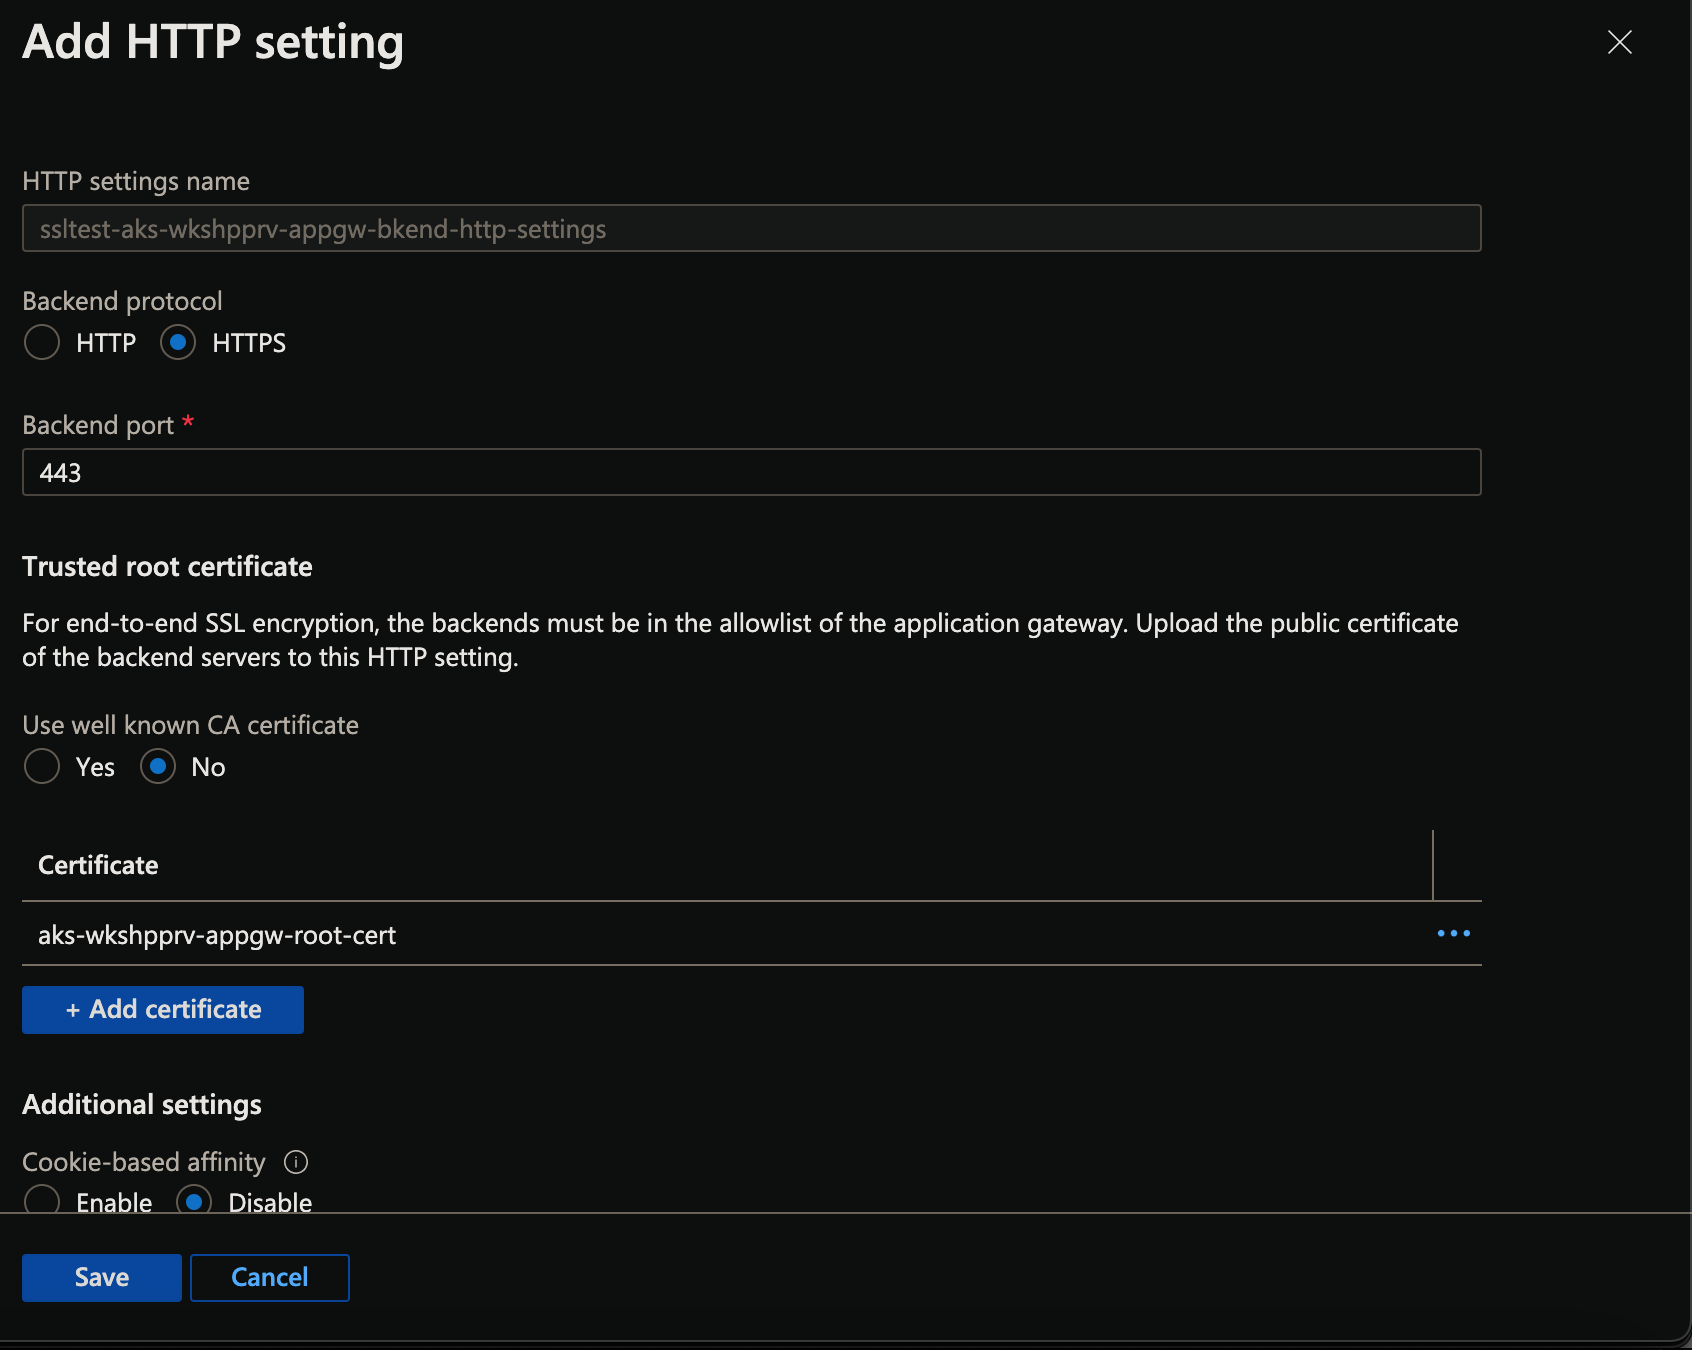 Add HTTP setting
HTTP settings name
ssltest-aks-wkshpprv-appgw-bkend-http-settings
Backend protocol
HTTP HTTPS
Backend port *
443
Trusted root certificate
For end-to-end SSL encryption, the backends must be in the allowlist of the application gateway. Upload the public certificate
of the backend servers to this HTTP setting.
Use well known CA certificate
Yes No
Certificate
aks-wkshpprv-appgw-root-cert
+ Add certificate
Additional settings
Cookie-based affinity
Enable Disable
Save Cancel